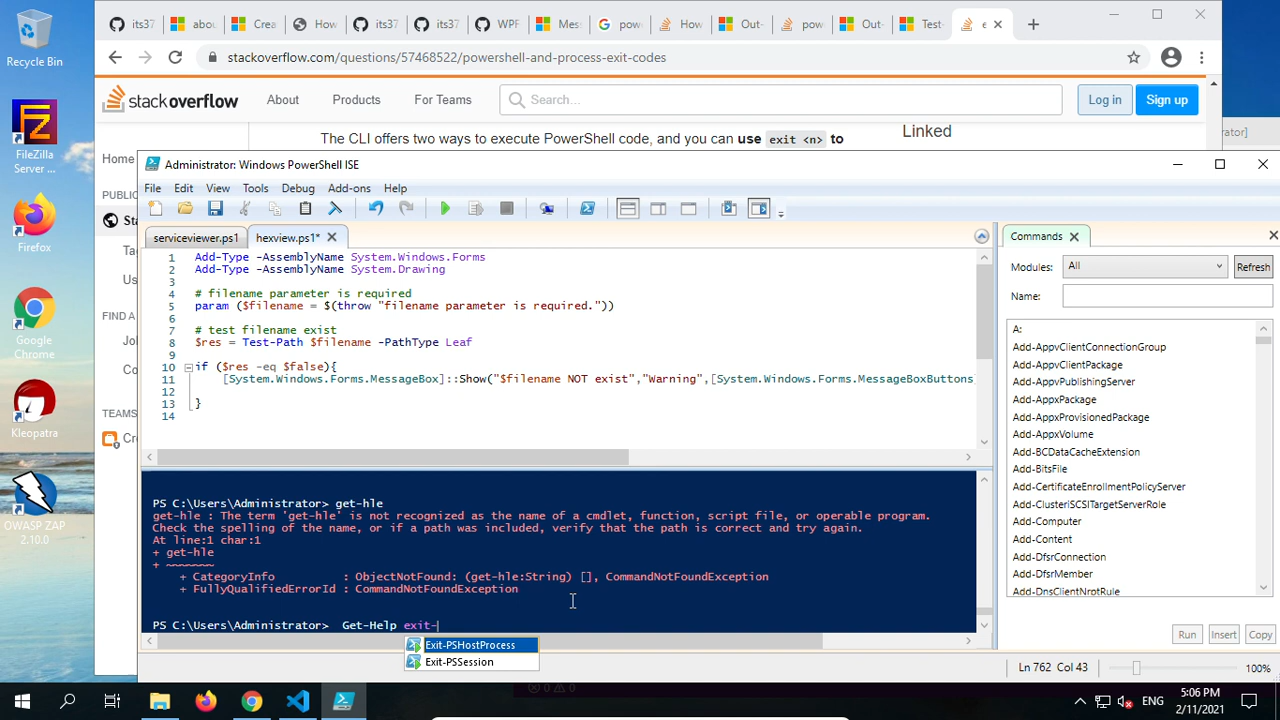 Recycle Bin
FileZilla
Server ...
Firefox
Google
Chrome
Kleopatra
OWASP ZAP
2.10.0
its37
its37
its37
WPF
stackoverflow.com/questions/57468522/powershell-and-process-exit-codes
stackoverflow
About
Products
For Teams
Search...
Log in
Sign up
Home
The CLI offers two ways to execute PowerShell code, and you can use exit <n> to
Linked
Administrator: Windows PowerShell ISE
File Edit View Tools Debug Add-ons Help
serviceviewer.ps1
hexview.ps1*
1 Add-Type -AssemblyName System.Windows.Forms
2 Add-Type -AssemblyName System.Drawing
3
4 # filename parameter is required
5 param ($filename = $(throw "filename parameter is required."))
6
7 # test filename exist
8 $res = Test-Path $filename -PathType Leaf
9
10 if ($res -eq $false){
11 [System.Windows.Forms.MessageBox]::Show("$filename NOT exist","Warning",[System.Windows.Forms.MessageBoxButtons]
12
13 }
14
PS C:\Users\Administrator> get-hle
get-hle : The term 'get-hle' is not recognized as the name of a cmdlet, function, script file, or operable program.
Check the spelling of the name, or if a path was included, verify that the path is correct and try again.
At line:1 char:1
+ get-hle
+ ~~~~~~~
+ CategoryInfo : ObjectNotFound: (get-hle:String) [], CommandNotFoundException
+ FullyQualifiedErrorId : CommandNotFoundException
PS C:\Users\Administrator> Get-Help exit-
Exit-PSHostProcess
Exit-PSSession
Commands
Modules: All
Refresh
Name:
A:
Add-AppvClientConnectionGroup
Add-AppvClientPackage
Add-AppvPublishingServer
Add-AppxPackage
Add-AppxProvisionedPackage
Add-AppxVolume
Add-BCDataCacheExtension
Add-BitsFile
Add-CertificateEnrollmentPolicyServer
Add-ClusteriSCSITargetServerRole
Add-Computer
Add-Content
Add-DfsrConnection
Add-DfsrMember
Add-DnsClientNrptRule
Run
Insert
Copy
Ln 762 Col 43
100%
ENG
5:06 PM
2/11/2021